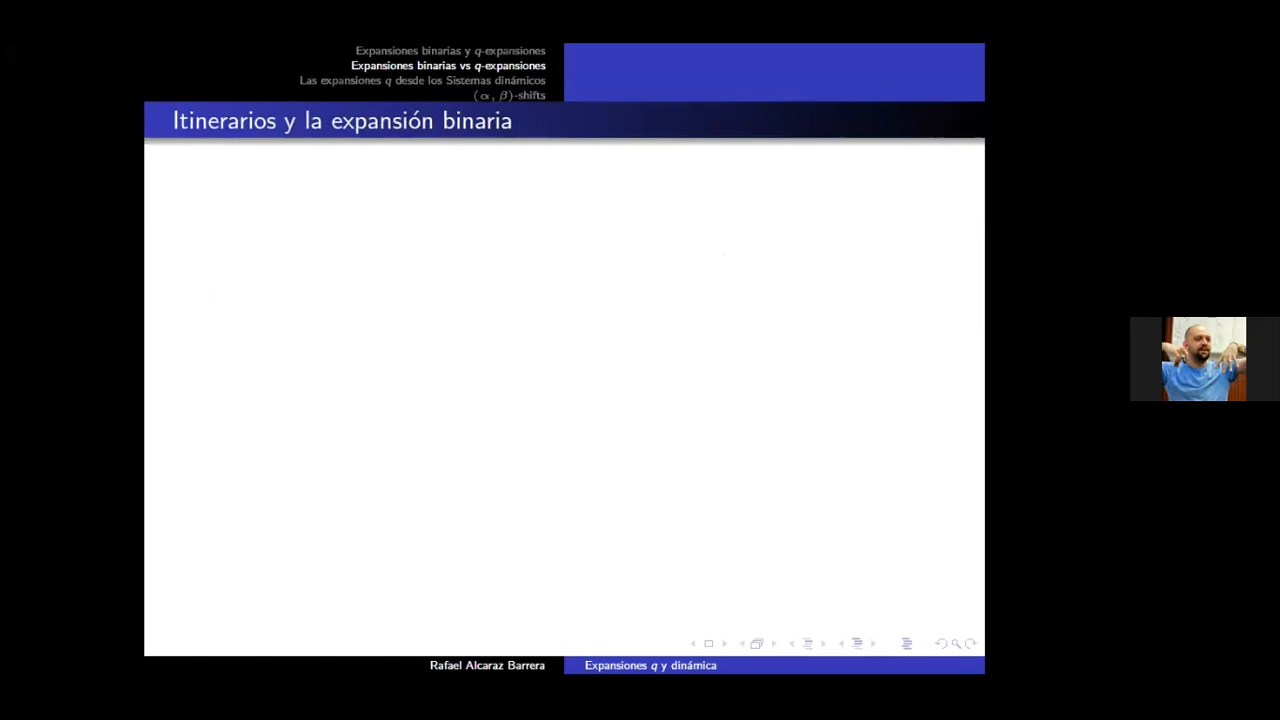 Expansiones binarias y q-expansiones
Expansiones binarias vs q-expansiones
Las expansiones q desde los Sistemas dinámicos
(α, β)-shifts
Itinerarios y la expansión binaria
Rafael Alcaraz Barrera
Expansiones q y dinámica